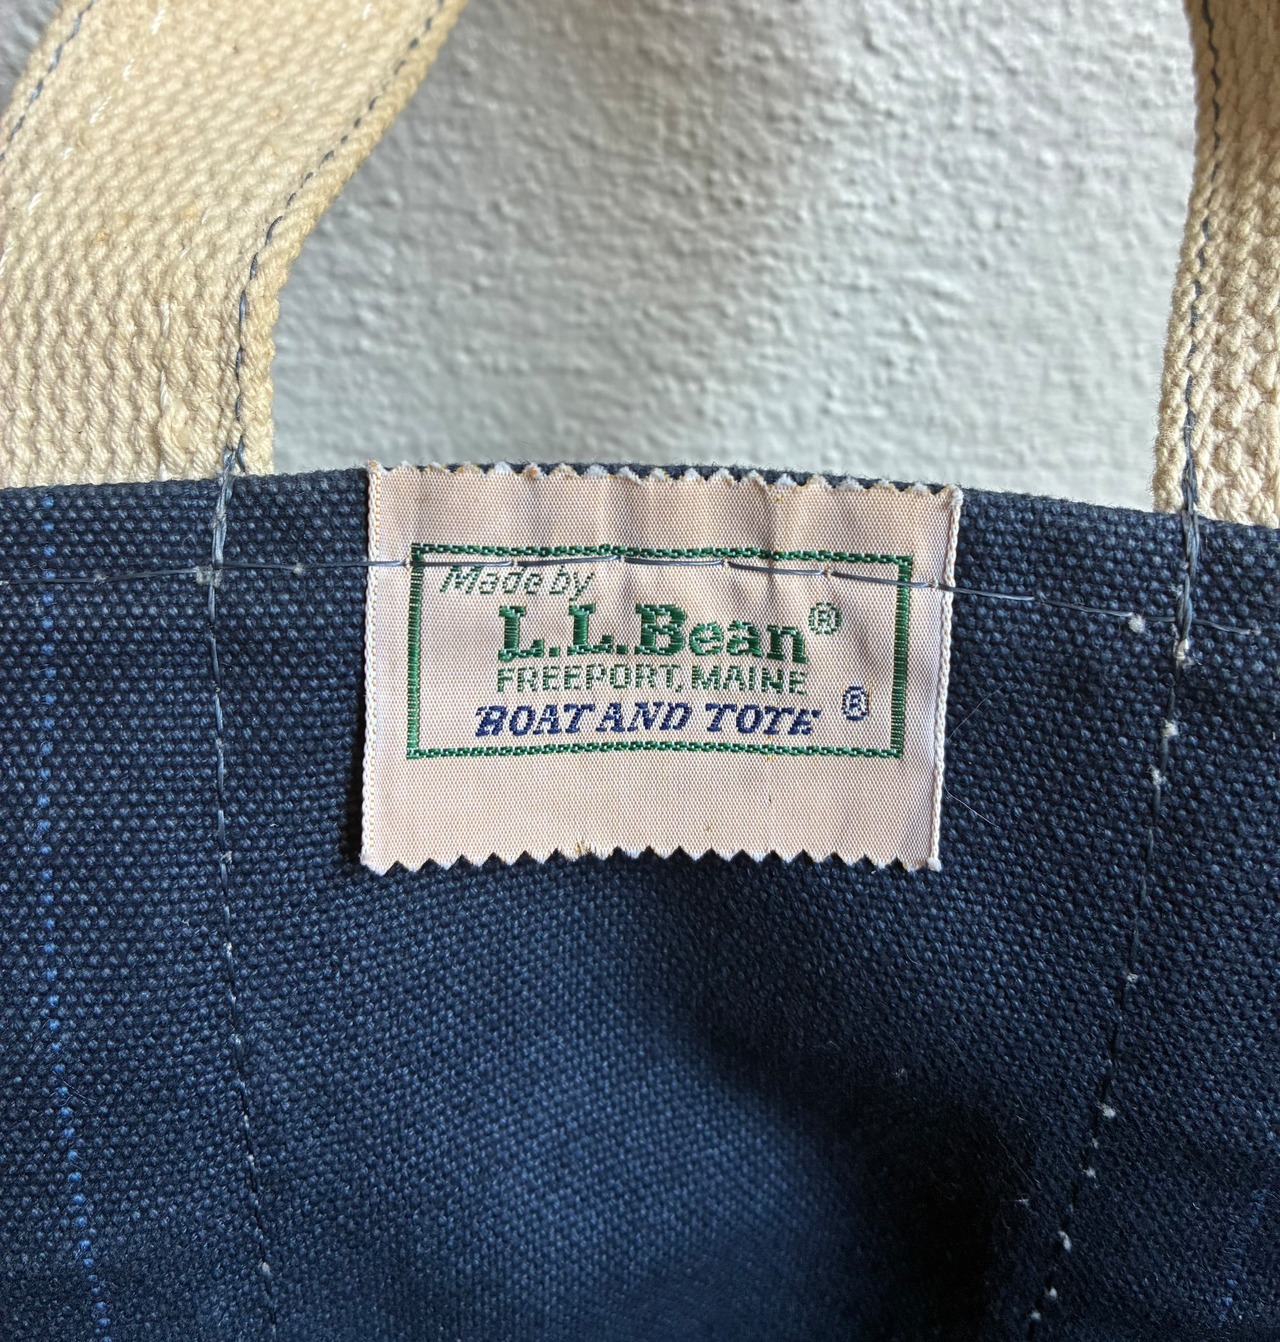 Made by
L.L.Bean®
FREEPORT, MAINE
BOAT AND TOTE ®